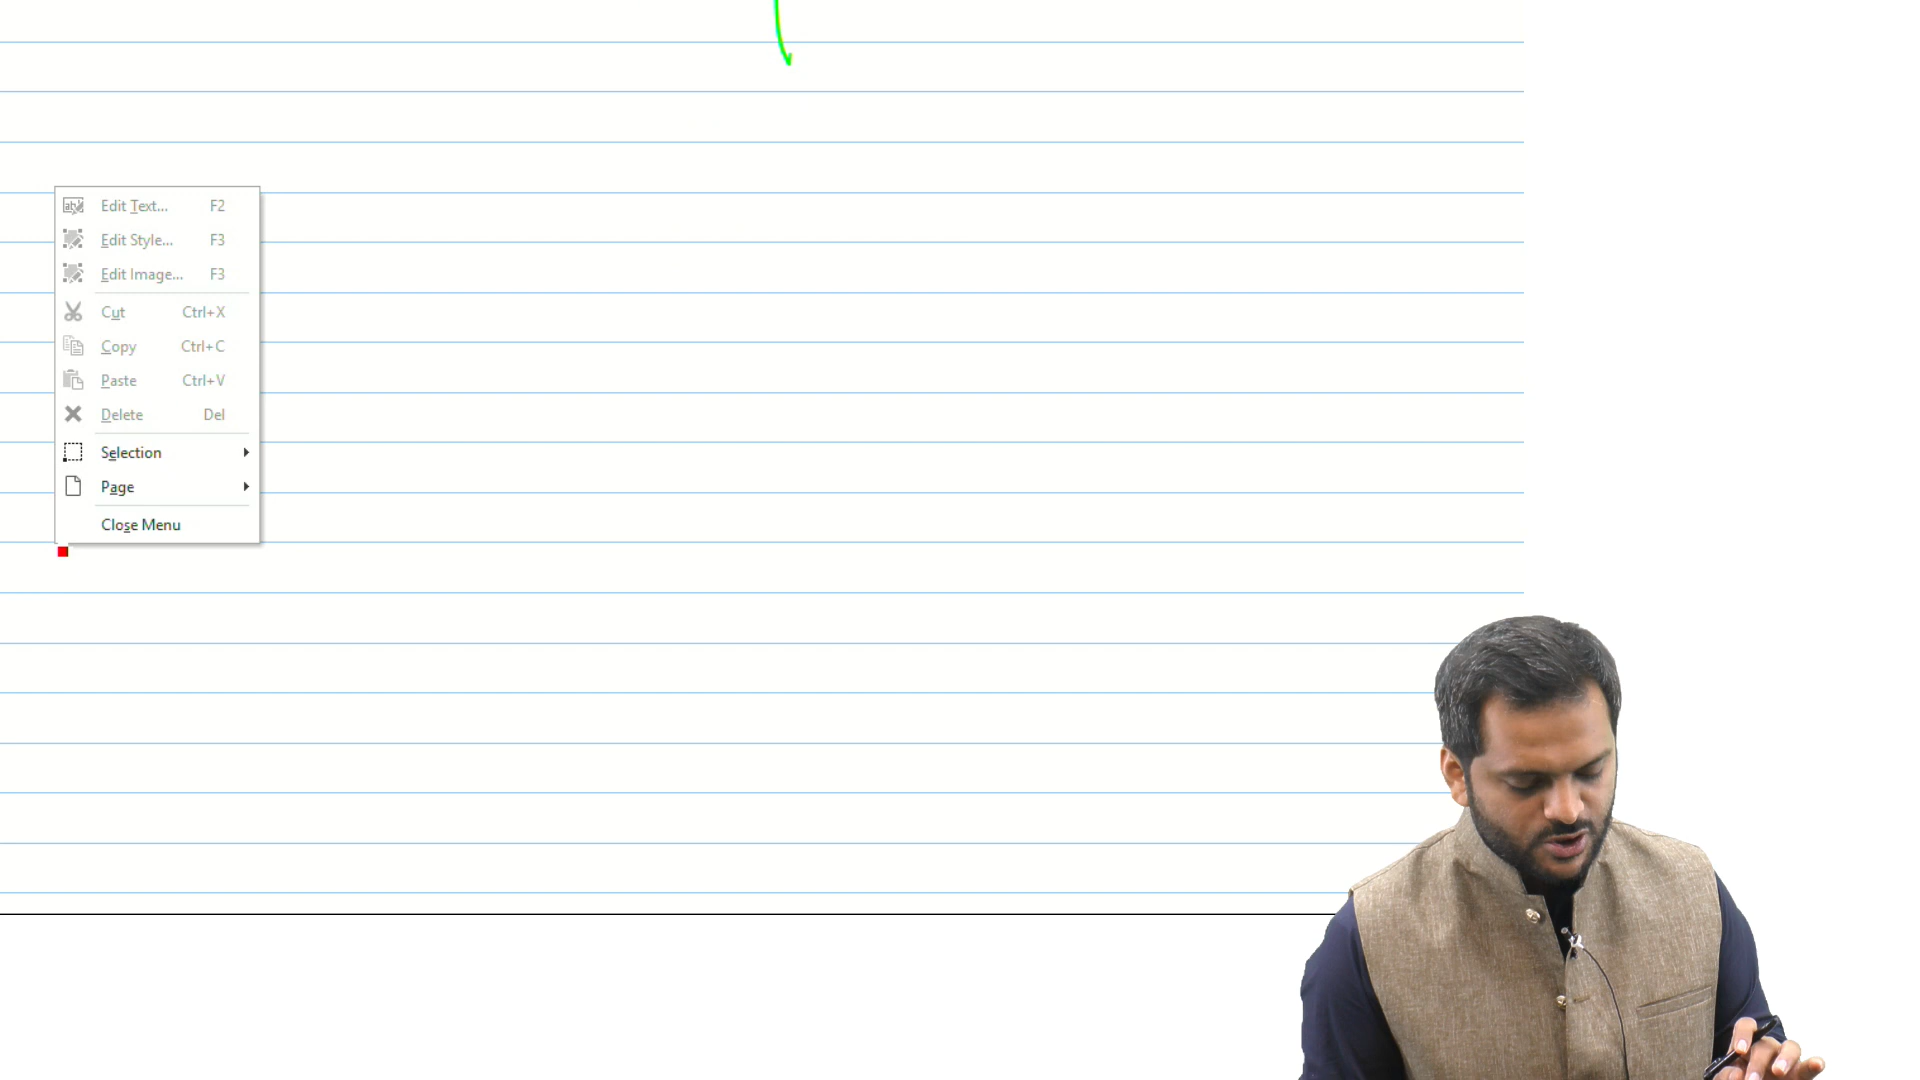 Edit Text... F2
Edit Style... F3
Edit Image... F3
Cut Ctrl+X
Copy Ctrl+C
Paste Ctrl+V
Delete Del
Selection
Page
Close Menu